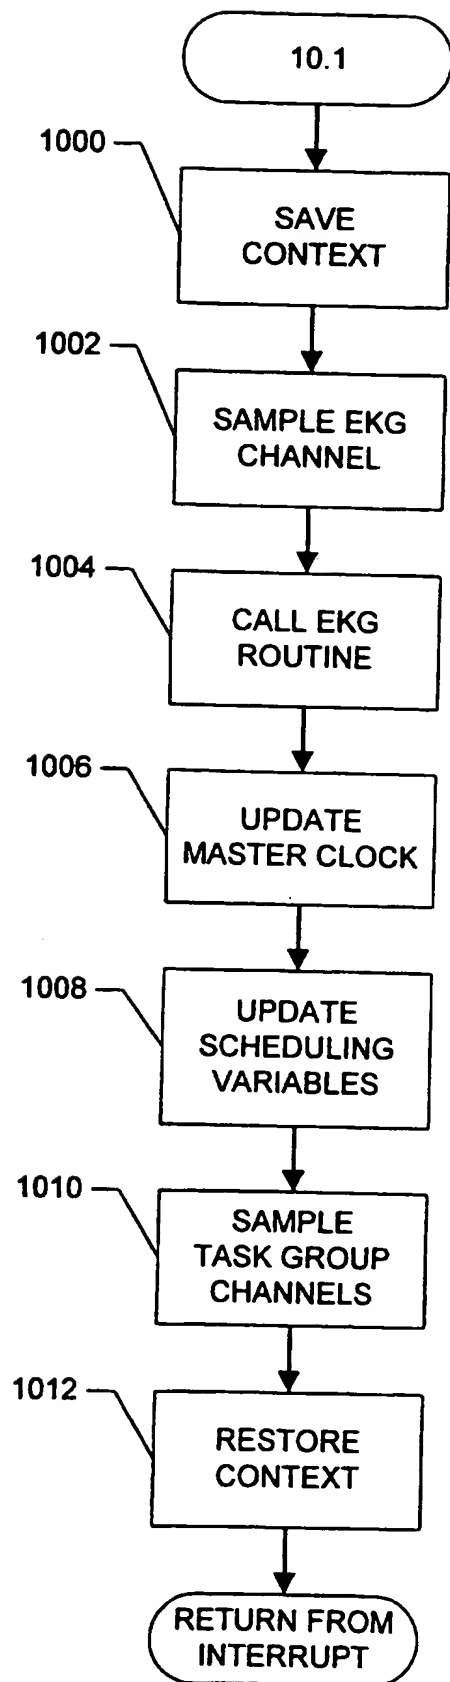 10.1
1000
SAVE
CONTEXT
1002
SAMPLE EKG
CHANNEL
1004
CALL EKG
ROUTINE
1006
UPDATE
MASTER CLOCK
1008
UPDATE
SCHEDULING
VARIABLES
1010
SAMPLE
TASK GROUP
CHANNELS
1012
RESTORE
CONTEXT
RETURN FROM
INTERRUPT